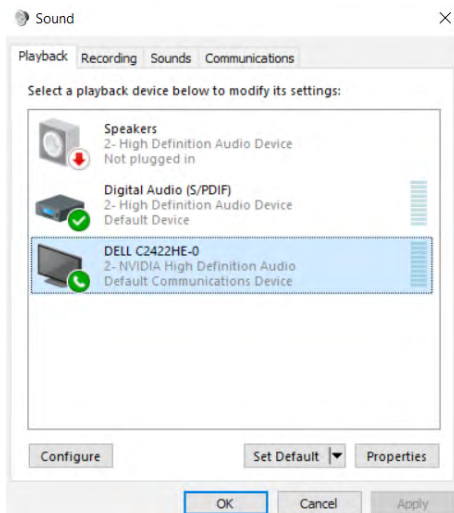 Sound
Playback Recording Sounds Communications
Select a playback device below to modify its settings:
Speakers
2- High Definition Audio Device
Not plugged in
Digital Audio (S/PDIF)
2- High Definition Audio Device
Default Device
DELL C2422HE-0
2- NVIDIA High Definition Audio
Default Communications Device
Configure Set Default Properties
OK Cancel Apply